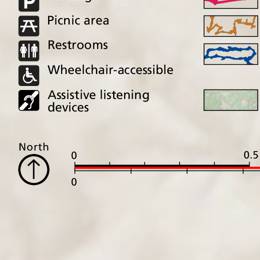 P
Picnic area
Restrooms
Wheelchair-accessible
Assistive listening
devices
North
0 0.5
0